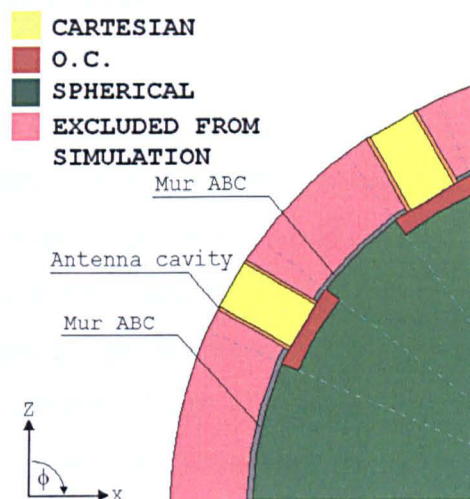 CARTESIAN
O.C.
SPHERICAL
EXCLUDED FROM
SIMULATION
Mur ABC
Antenna cavity
Mur ABC
Z
ϕ
X